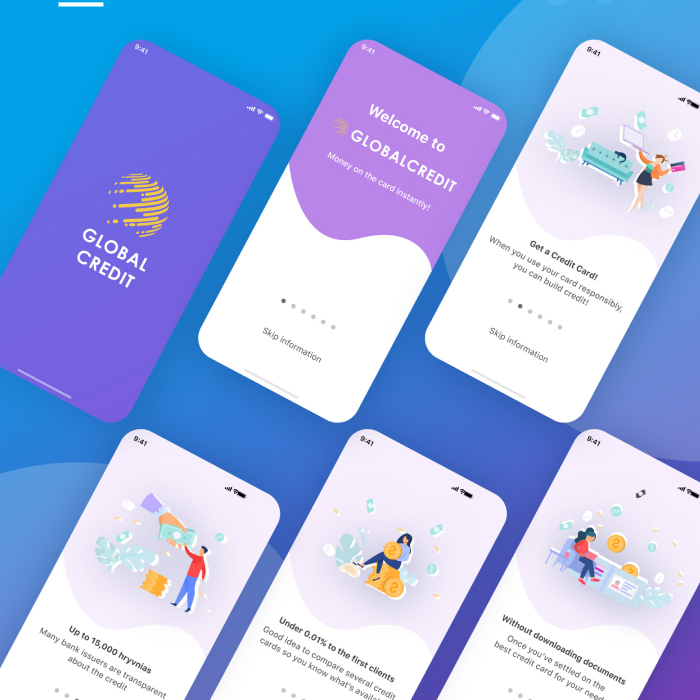 9:41
GLOBAL
CREDIT
9:41
Welcome to
GLOBALCREDIT
Money on the card instantly!
Skip information
9:41
Get a Credit Card!
When you use your card responsibly,
you can build credit!
Skip information
9:41
Up to 15,000 hryvnias
Many bank issuers are transparent
about the credit
9:41
Under 0.01% to the first clients
Good idea to compare several credit
cards so you know what's
9:41
Without downloading documents
Once you've settled on the
best credit card for your